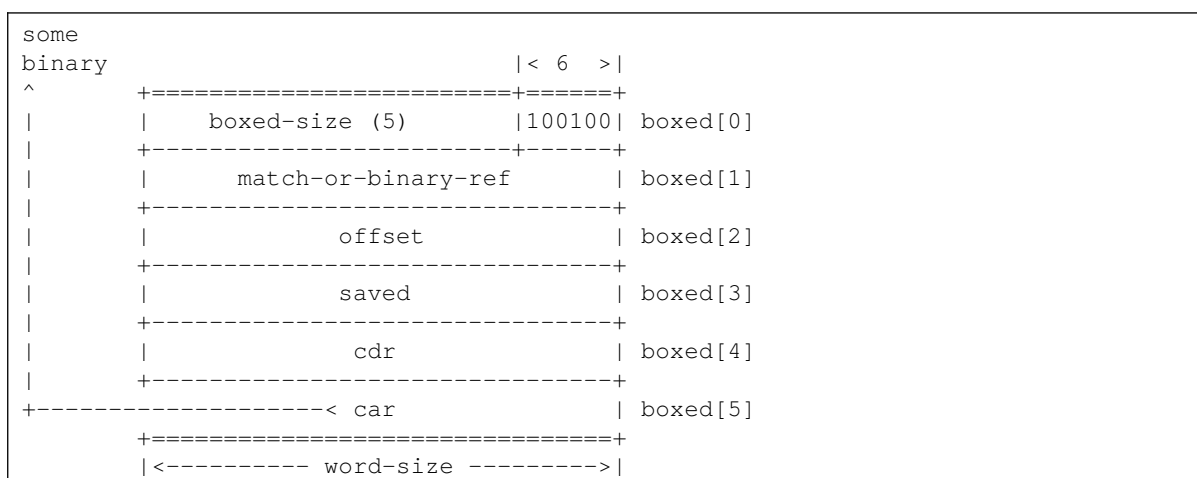 some
binary                            |< 6  >|
^       +=========================+======+
|       |    boxed-size (5)       |100100| boxed[0]
|       +-------------------------+------+
|       |      match-or-binary-ref       | boxed[1]
|       +--------------------------------+
|       |             offset             | boxed[2]
|       +--------------------------------+
|       |             saved              | boxed[3]
|       +--------------------------------+
|       |              cdr               | boxed[4]
|       +--------------------------------+
+--------------------< car               | boxed[5]
        +================================+
        |<---------- word-size --------->|